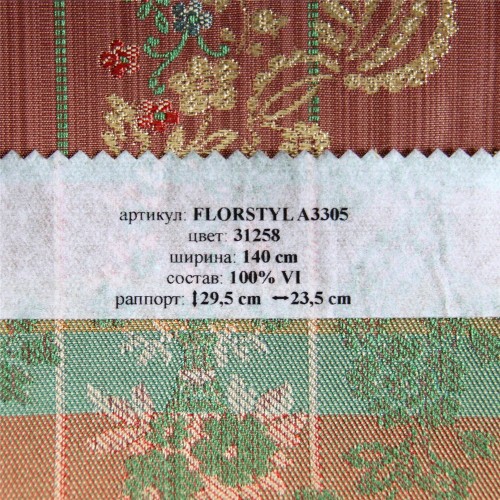 артикул: FLORSTYL A3305
цвет: 31258
ширина: 140 cm
состав: 100% VI
раппорт: ↕29,5 cm ↔23,5 cm